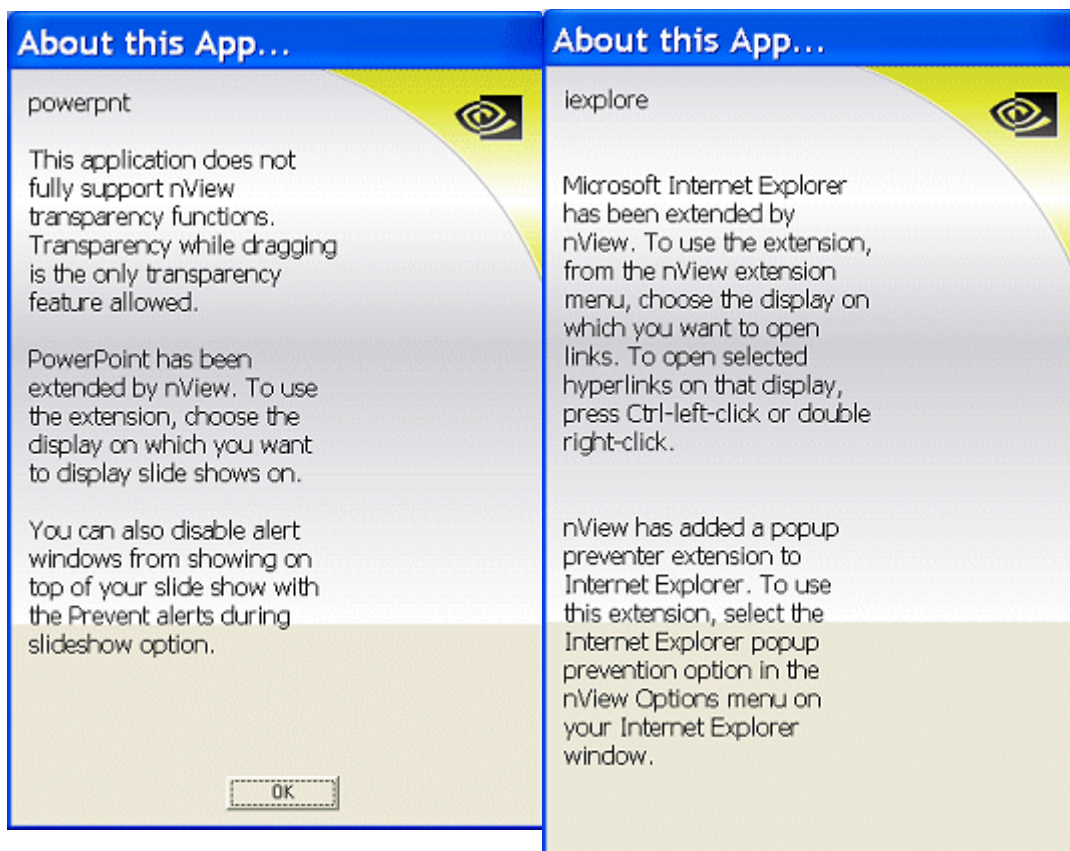 About this App...
powerpnt
This application does not
fully support nView
transparency functions.
Transparency while dragging
is the only transparency
feature allowed.
PowerPoint has been
extended by nView. To use
the extension, choose the
display on which you want
to display slide shows on.
You can also disable alert
windows from showing on
top of your slide show with
the Prevent alerts during
slideshow option.
OK
About this App...
iexplore
Microsoft Internet Explorer
has been extended by
nView. To use the extension,
from the nView extension
menu, choose the display on
which you want to open
links. To open selected
hyperlinks on that display,
press Ctrl-left-click or double
right-click.
nView has added a popup
preventer extension to
Internet Explorer. To use
this extension, select the
Internet Explorer popup
prevention option in the
nView Options menu on
your Internet Explorer
window.